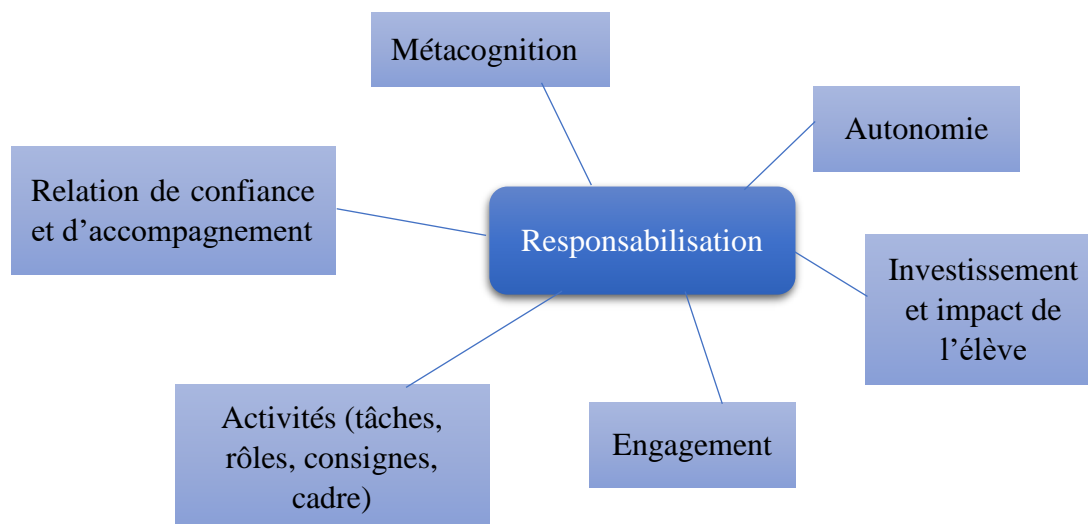 Métacognition
Autonomie
Relation de confiance
et d’accompagnement
Responsabilisation
Investissement
et impact de
l’élève
Activités (tâches,
rôles, consignes,
cadre)
Engagement